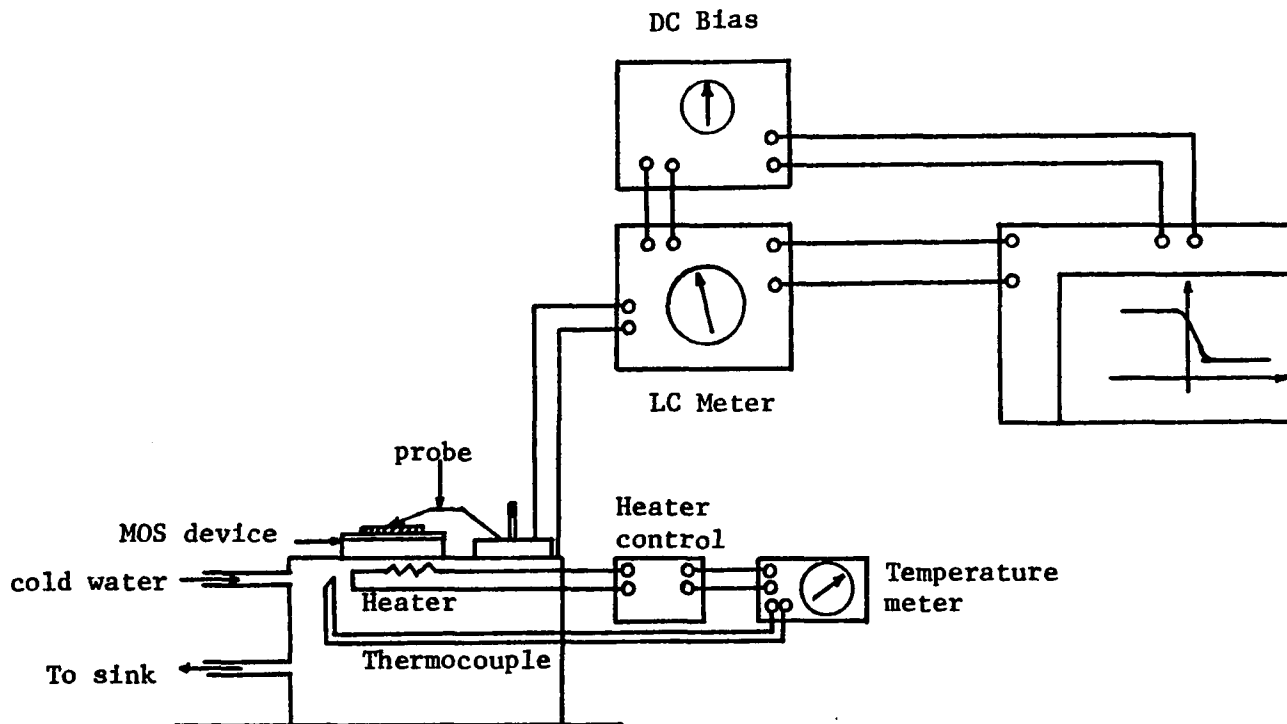 DC Bias
LC Meter
probe
MOS device
cold water
Heater
Heater
control
Temperature
meter
Thermocouple
To sink